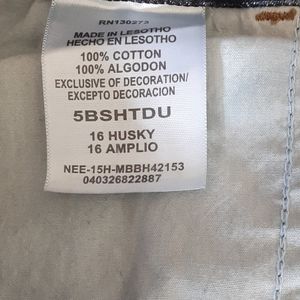 RN130273
MADE IN LESOTHO
HECHO EN LESOTHO
100% COTTON
100% ALGODON
EXCLUSIVE OF DECORATION/
EXCEPTO DECORACION
5BSHTDU
16 HUSKY
16 AMPLIO
NEE-15H-MBBH42153
040326822887